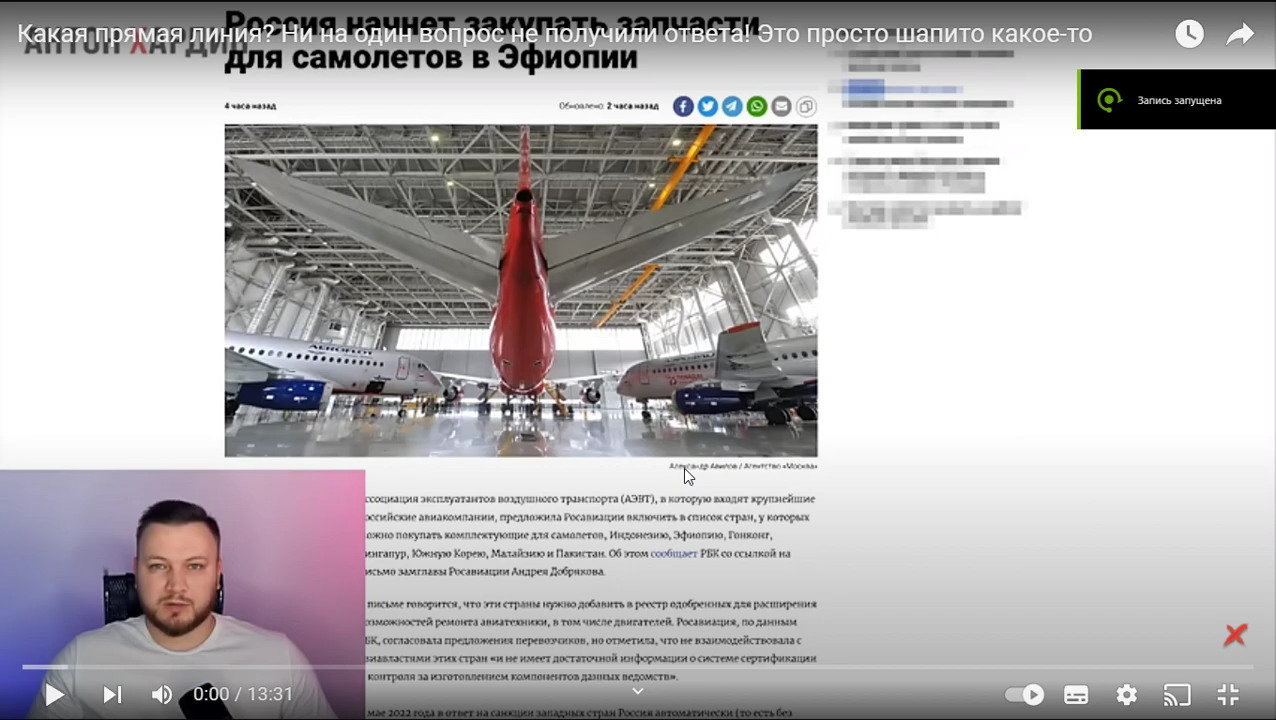 Россия начнет закупать запчасти
Какая прямая линия? Ни на один вопрос не получили ответа! Это просто шапито какое-то
АНТОН ХАРДИН
для самолетов в Эфиопии
4 часа назад
Обновлено: 2 часа назад
Запись запущена
AEROFLOT
Александр Авилов / Агентство «Москва»
ссоциация эксплуатантов воздушного транспорта (АЭВТ), в которую входят крупнейшие
оссийские авиакомпании, предложила Росавиации включить в список стран, у которых
ожно покупать комплектующие для самолетов, Индонезию, Эфиопию, Гонконг,
ингапур, Южную Корею, Малайзию и Пакистан. Об этом сообщает РБК со ссылкой на
исьмо замглавы Росавиации Андрея Добрякова.
письме говорится, что эти страны нужно добавить в реестр одобренных для расширения
озможностей ремонта авиатехники, в том числе двигателей. Росавиация, по данным
БК, согласовала предложения перевозчиков, но отметила, что не взаимодействовала с
виавластями этих стран «и не имеет достаточной информации о системе сертификации
контроля за изготовлением компонентов данных ведомств».
0:00 / 13:31
мае 2022 года в ответ на санкции западных стран Россия автоматически (то есть без